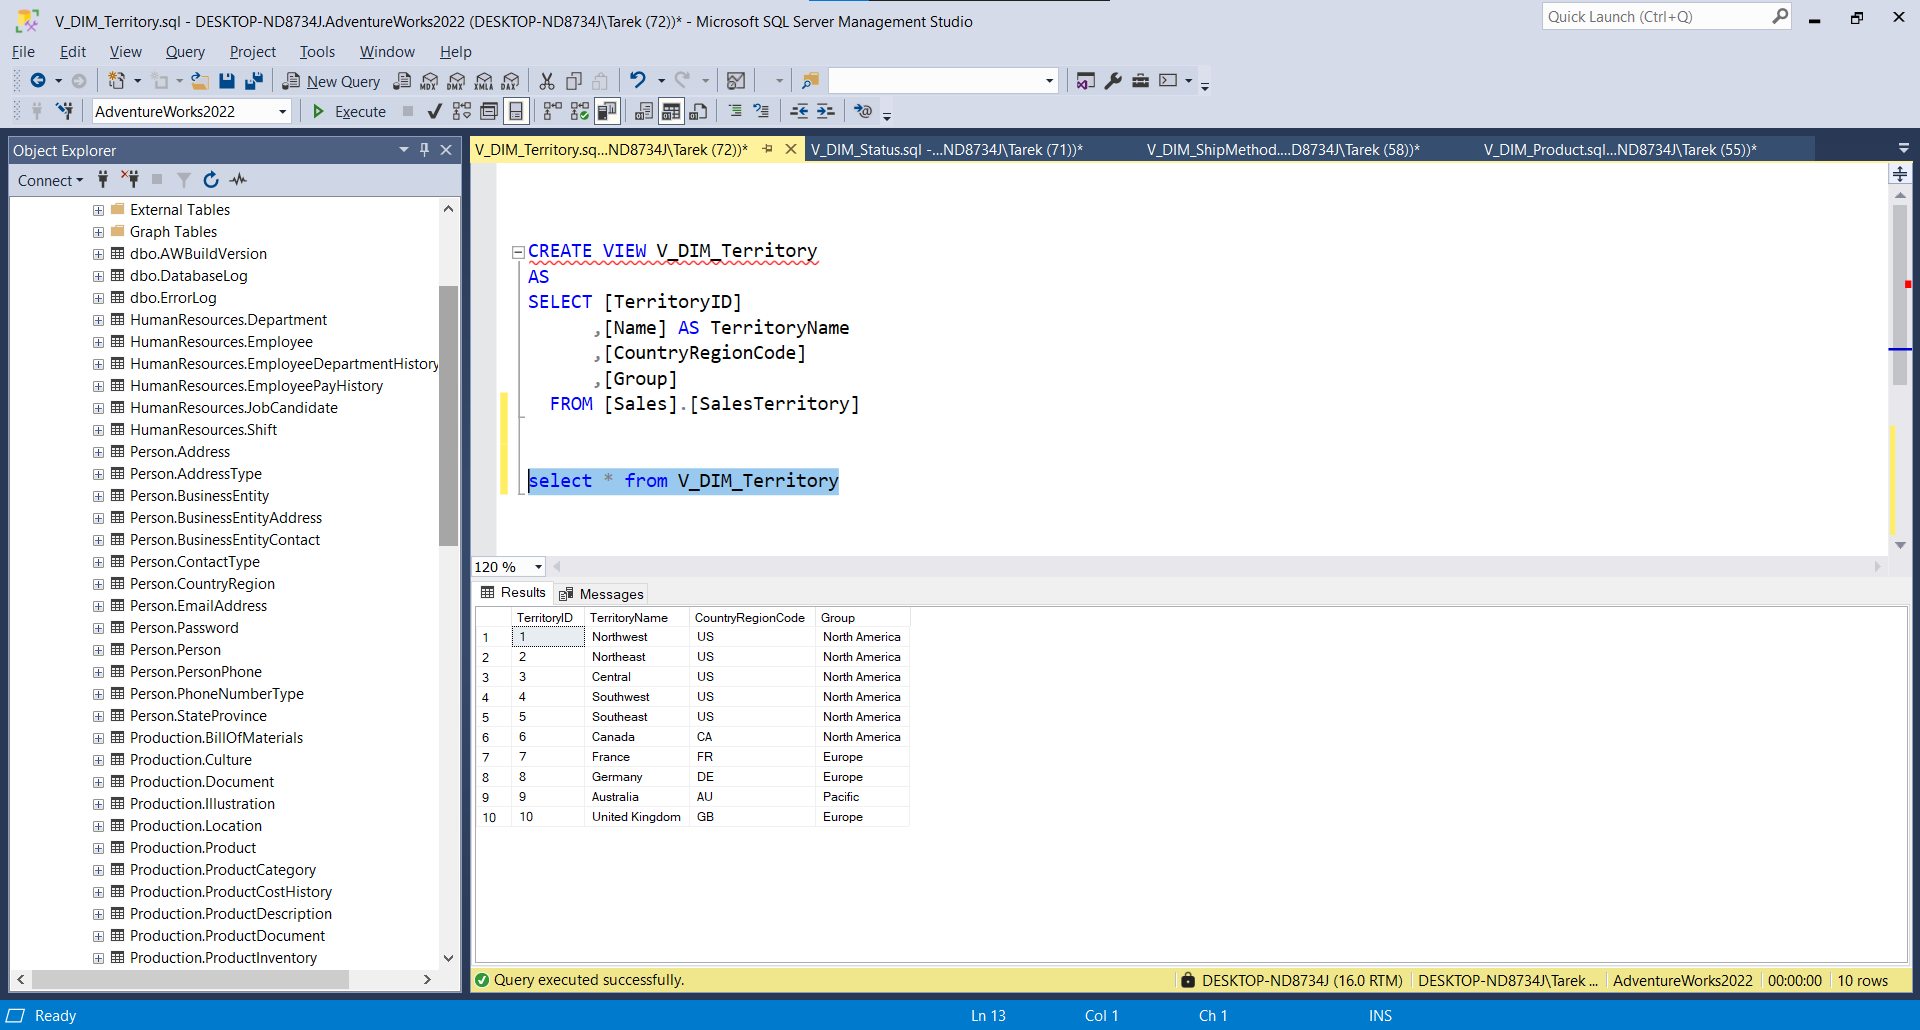 V_DIM_Territory.sql - DESKTOP-ND8734J.AdventureWorks2022 (DESKTOP-ND8734J\Tarek (72))* - Microsoft SQL Server Management Studio
Quick Launch (Ctrl+Q)
File Edit View Query Project Tools Window Help
New Query MDX DMX XMLA DAX
AdventureWorks2022 Execute
Object Explorer
Connect
External Tables
Graph Tables
dbo.AWBuildVersion
dbo.DatabaseLog
dbo.ErrorLog
HumanResources.Department
HumanResources.Employee
HumanResources.EmployeeDepartmentHistory
HumanResources.EmployeePayHistory
HumanResources.JobCandidate
HumanResources.Shift
Person.Address
Person.AddressType
Person.BusinessEntity
Person.BusinessEntityAddress
Person.BusinessEntityContact
Person.ContactType
Person.CountryRegion
Person.EmailAddress
Person.Password
Person.Person
Person.PersonPhone
Person.PhoneNumberType
Person.StateProvince
Production.BillOfMaterials
Production.Culture
Production.Document
Production.Illustration
Production.Location
Production.Product
Production.ProductCategory
Production.ProductCostHistory
Production.ProductDescription
Production.ProductDocument
Production.ProductInventory
V_DIM_Territory.sq...ND8734J\Tarek (72))* V_DIM_Status.sql -...ND8734J\Tarek (71))* V_DIM_ShipMethod....D8734J\Tarek (58))* V_DIM_Product.sql...ND8734J\Tarek (55))*
CREATE VIEW V_DIM_Territory
AS
SELECT [TerritoryID]
,[Name] AS TerritoryName
,[CountryRegionCode]
,[Group]
FROM [Sales].[SalesTerritory]
select * from V_DIM_Territory
120 %
Results Messages
TerritoryID TerritoryName CountryRegionCode Group
1 1 Northwest US North America
2 2 Northeast US North America
3 3 Central US North America
4 4 Southwest US North America
5 5 Southeast US North America
6 6 Canada CA North America
7 7 France FR Europe
8 8 Germany DE Europe
9 9 Australia AU Pacific
10 10 United Kingdom GB Europe
Query executed successfully. DESKTOP-ND8734J (16.0 RTM) DESKTOP-ND8734J\Tarek ... AdventureWorks2022 00:00:00 10 rows
Ready Ln 13 Col 1 Ch 1 INS